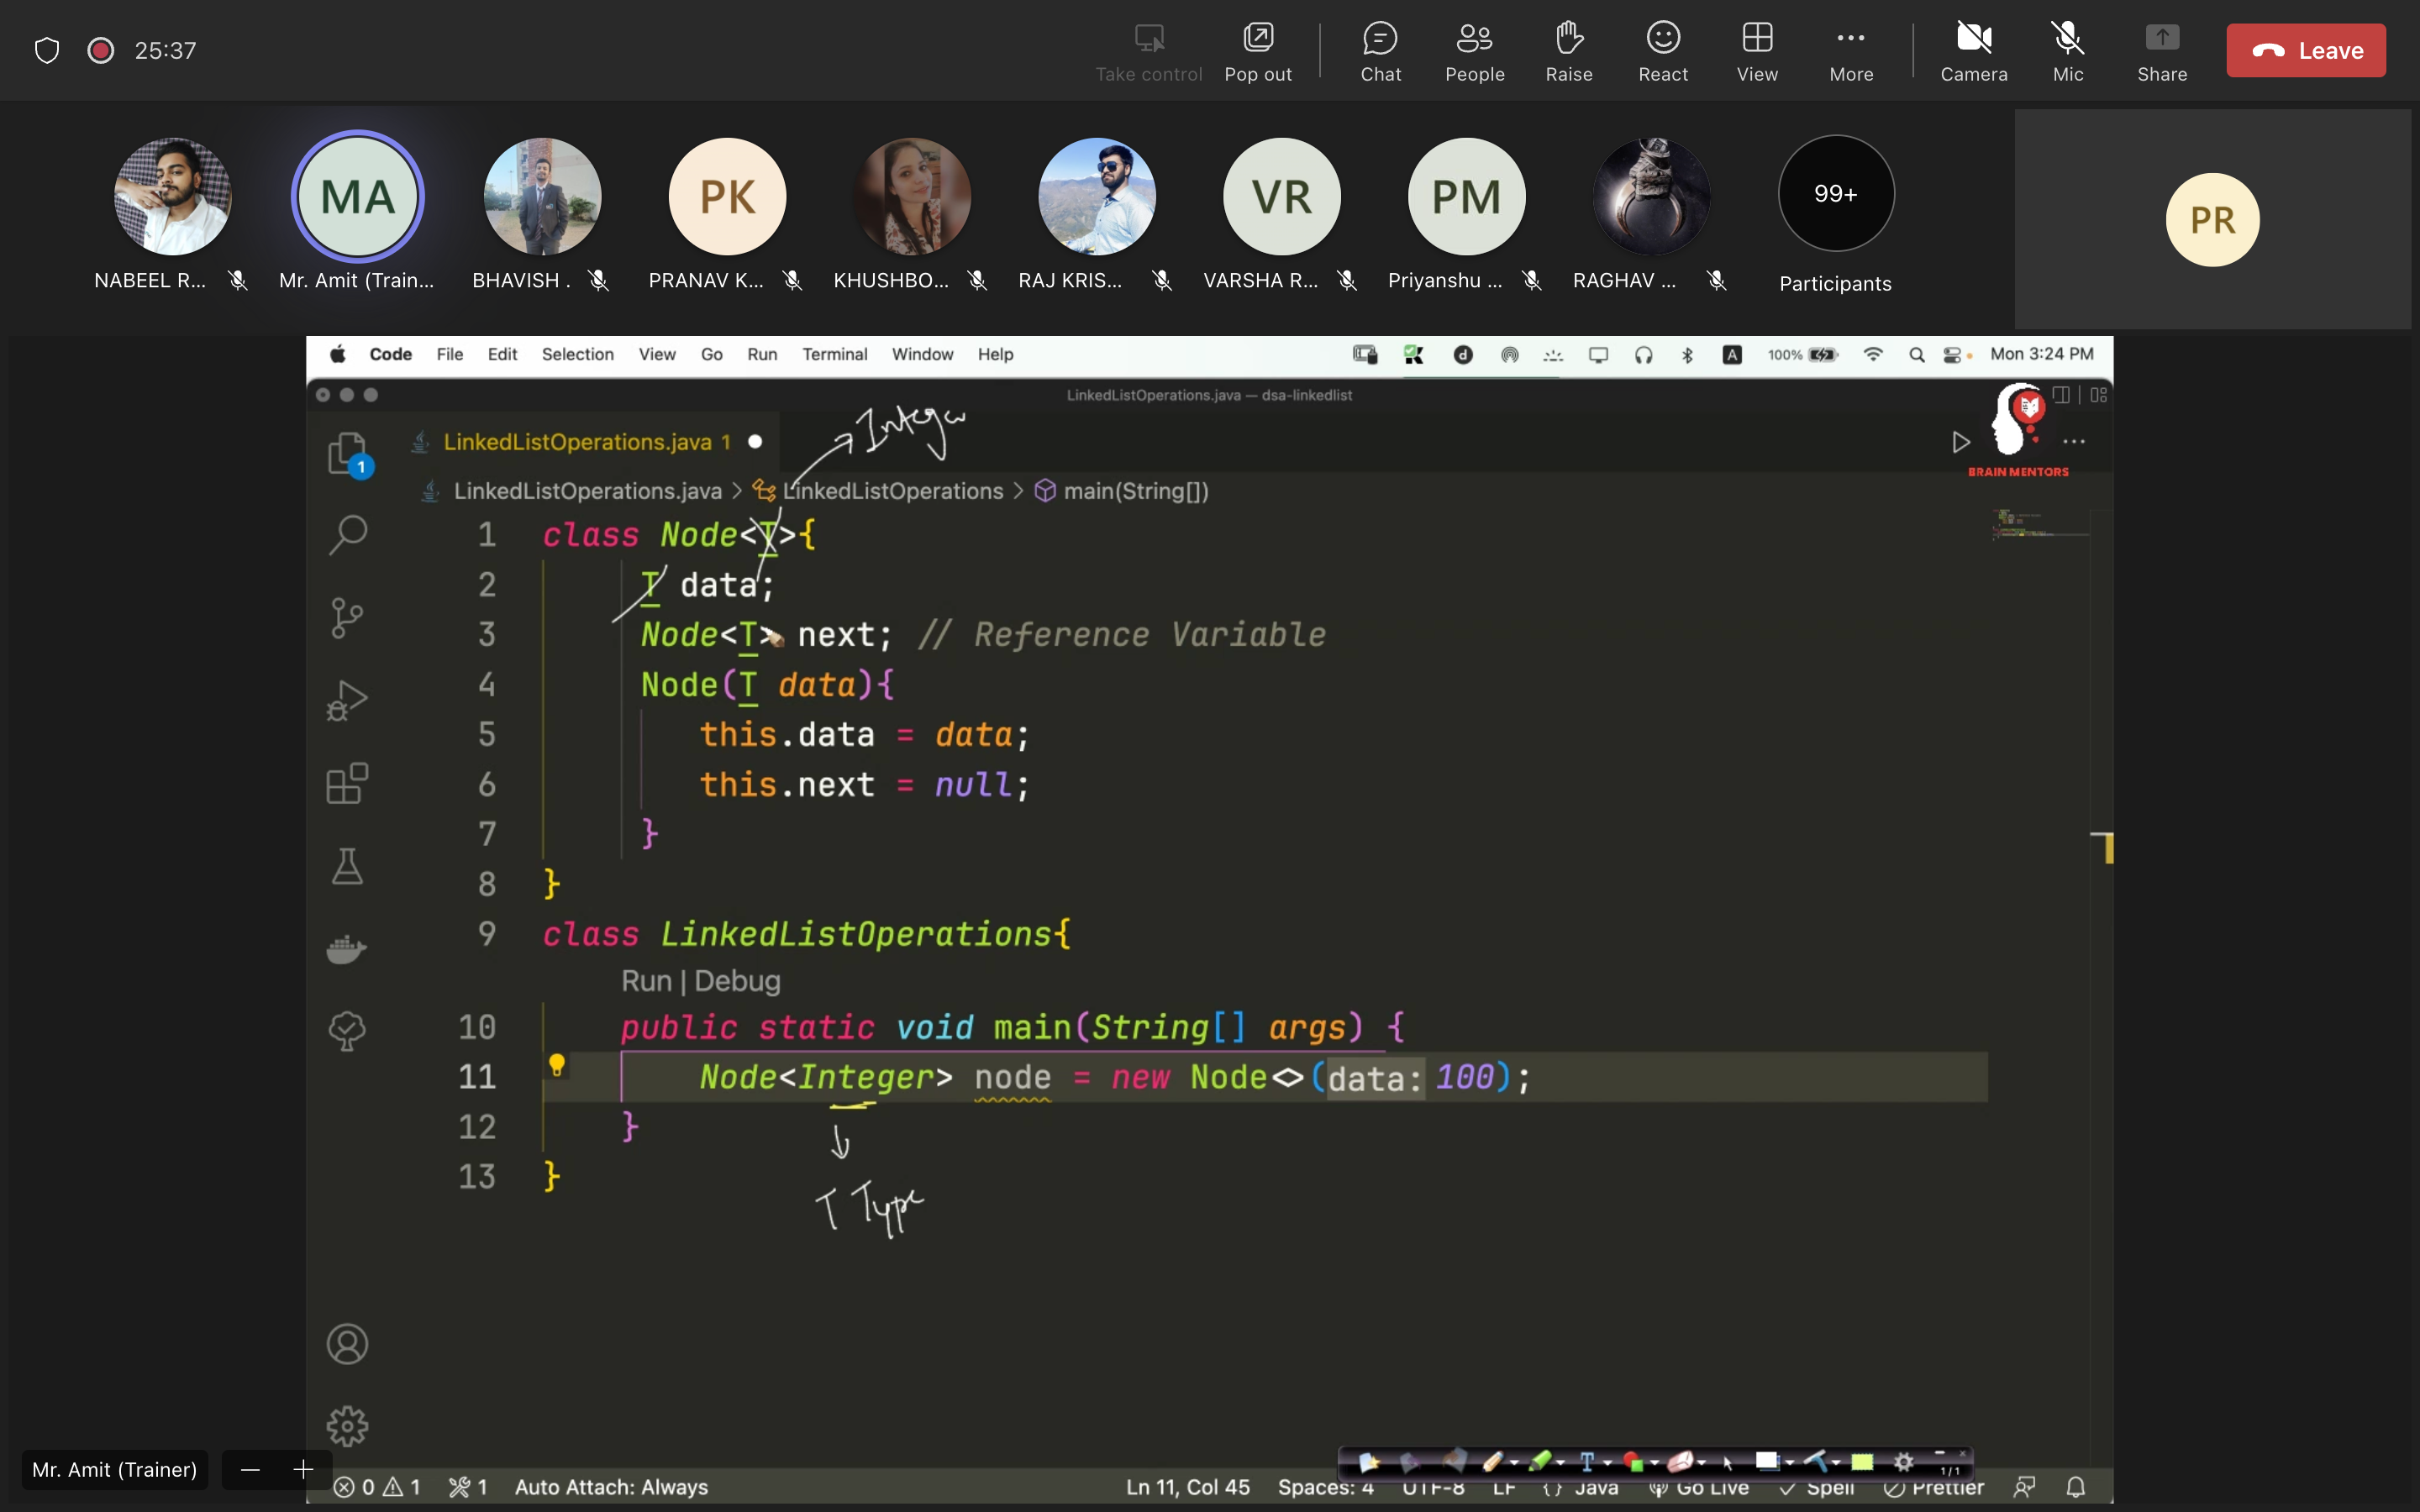 25:37
Take control
Pop out
Chat
People
Raise
React
View
More
Camera
Mic
Share
Leave
MA
PK
VR
PM
99+
PR
NABEEL R...
Mr. Amit (Train...
BHAVISH .
PRANAV K...
KHUSHBO...
RAJ KRIS...
VARSHA R...
Priyanshu ...
RAGHAV ...
Participants
Code File Edit Selection View Go Run Terminal Window Help
A 100% Mon 3:24 PM
LinkedListOperations.java — dsa-linkedlist
Integer
LinkedListOperations.java 1
BRAIN MENTORS
1
LinkedListOperations.java > LinkedListOperations > main(String[])
1 class Node<T>{
2 T data;
3 Node<T> next; // Reference Variable
4 Node(T data){
5 this.data = data;
6 this.next = null;
7 }
8 }
9 class LinkedListOperations{
Run | Debug
10 public static void main(String[] args) {
11 Node<Integer> node = new Node<>(data: 100);
12 }
13 }
T Type
Mr. Amit (Trainer)
0 1 1 Auto Attach: Always
Ln 11, Col 45 Spaces: 4 UTF-8 LF {} Java Go Live Spell Prettier
1/1